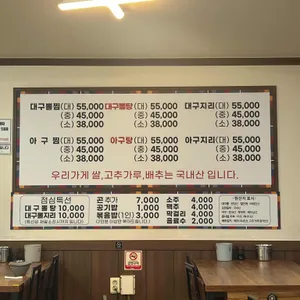 대구뽈찜(대) 55,000 대구뽈탕(대) 55,000 대구지리(대) 55,000
(중) 45,000 (중) 45,000 (중) 45,000
(소) 38,000 (소) 38,000 (소) 38,000
아구찜(대) 55,000 아구탕(대) 55,000 아구지리(대) 55,000
(중) 45,000 (중) 45,000 (중) 45,000
(소) 38,000 (소) 38,000 (소) 38,000
우리가게 쌀,고추가루,배추는 국내산 입니다.
점심특선 곤 추가 7,000 소주 4,000 원산지 표시
대구뽈탕 10,000 공기밥 1,000 맥주 4,000
대구뽈지리 10,000 볶음밥(1인) 3,000 막걸리 4,000
음료수 2,000